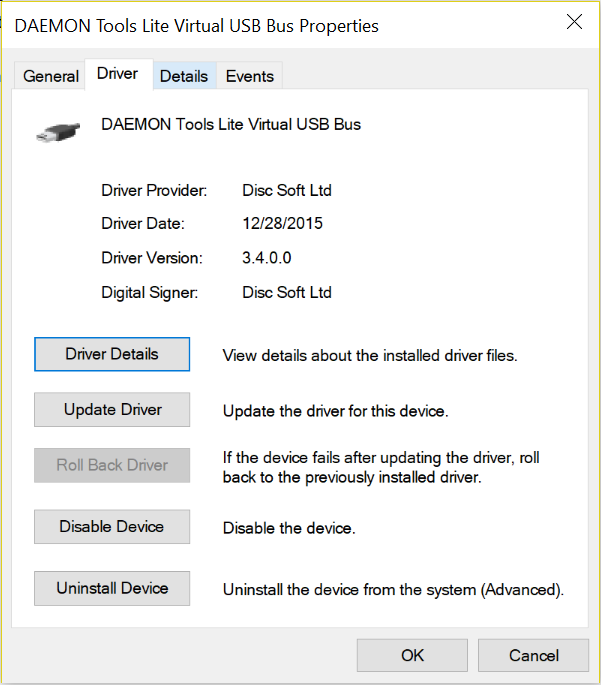 DAEMON Tools Lite Virtual USB Bus Properties
General Driver Details Events
DAEMON Tools Lite Virtual USB Bus
Driver Provider: Disc Soft Ltd
Driver Date: 12/28/2015
Driver Version: 3.4.0.0
Digital Signer: Disc Soft Ltd
Driver Details View details about the installed driver files.
Update Driver Update the driver for this device.
Roll Back Driver If the device fails after updating the driver, roll
back to the previously installed driver.
Disable Device Disable the device.
Uninstall Device Uninstall the device from the system (Advanced).
OK Cancel